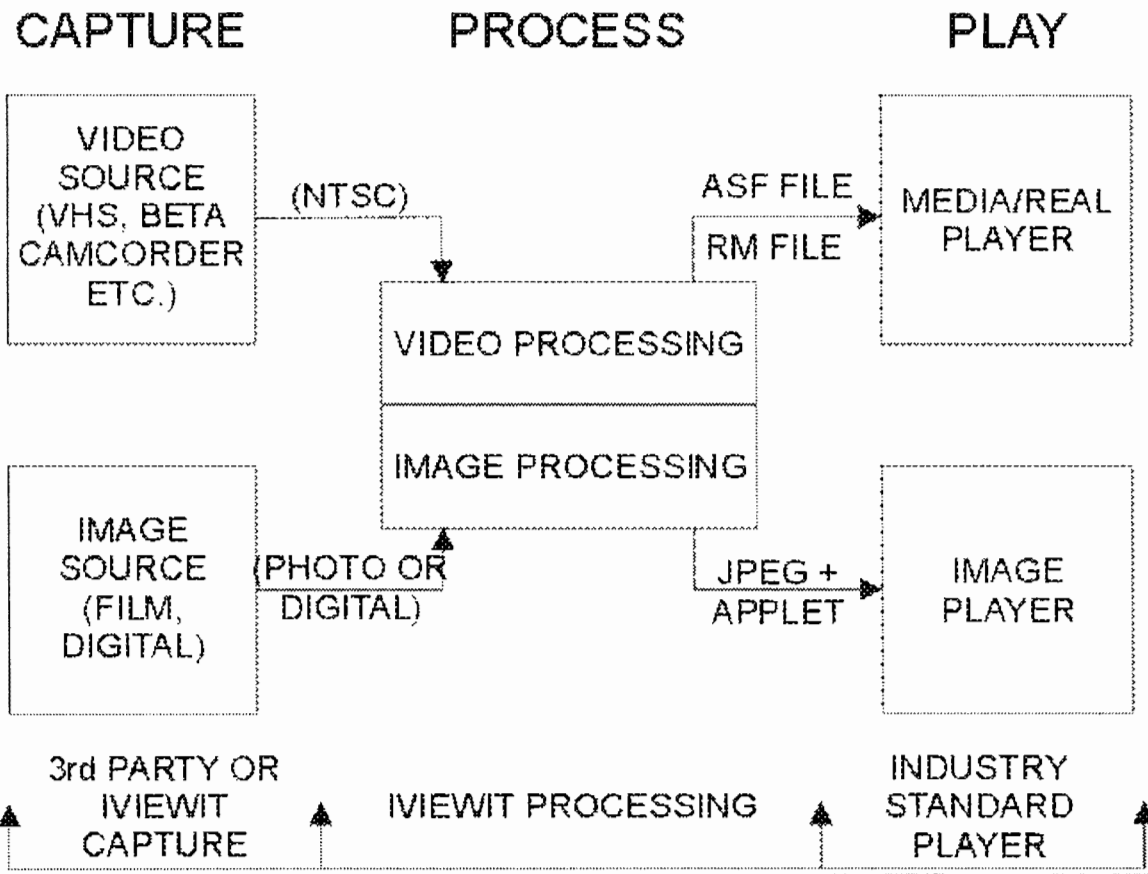 CAPTURE
PROCESS
PLAY
VIDEO
SOURCE
(VHS, BETA
CAMCORDER
ETC.)
(NTSC)
ASF FILE
RM FILE
MEDIA/REAL
PLAYER
VIDEO PROCESSING
IMAGE PROCESSING
IMAGE
SOURCE
(FILM,
DIGITAL)
(PHOTO OR
DIGITAL)
JPEG +
APPLET
IMAGE
PLAYER
3rd PARTY OR
IVIEWIT
CAPTURE
IVIEWIT PROCESSING
INDUSTRY
STANDARD
PLAYER